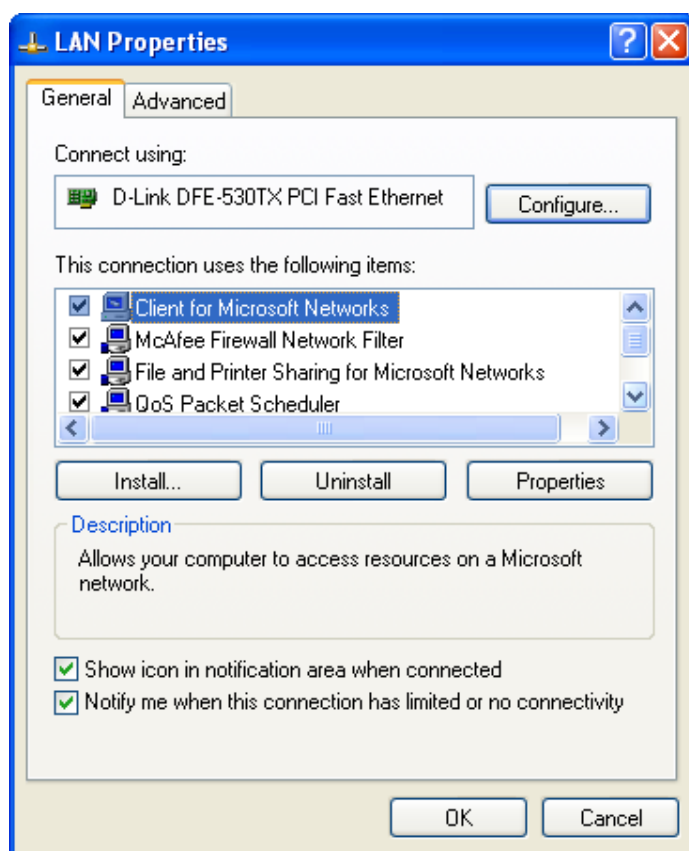 LAN Properties
General Advanced
Connect using:
D-Link DFE-530TX PCI Fast Ethernet Configure...
This connection uses the following items:
Client for Microsoft Networks
McAfee Firewall Network Filter
File and Printer Sharing for Microsoft Networks
QoS Packet Scheduler
Install... Uninstall Properties
Description
Allows your computer to access resources on a Microsoft
network.
Show icon in notification area when connected
Notify me when this connection has limited or no connectivity
OK Cancel